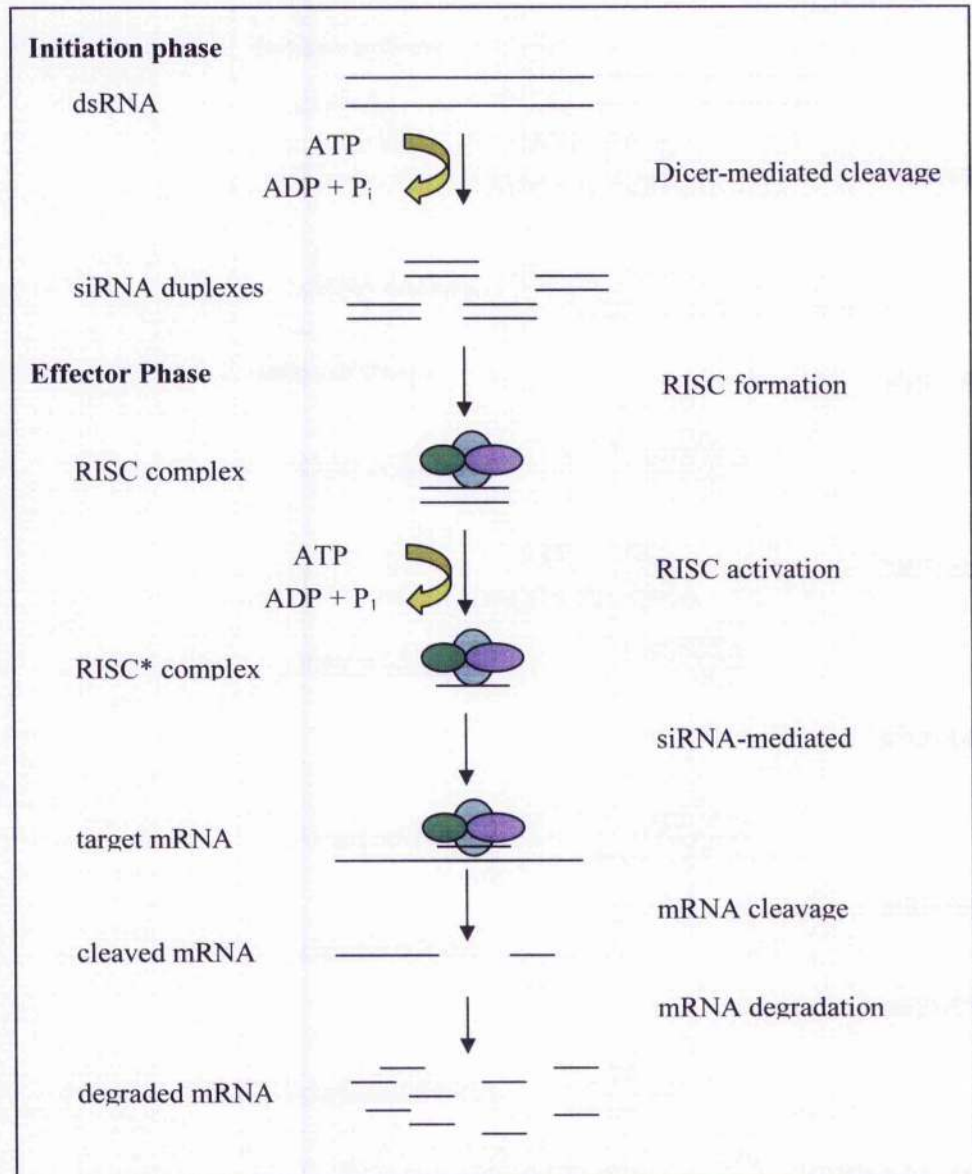 Initiation phase
dsRNA
ATP
ADP + Pi
Dicer-mediated cleavage
siRNA duplexes
Effector Phase
RISC formation
RISC complex
ATP
ADP + P1
RISC activation
RISC* complex
siRNA-mediated
target mRNA
mRNA cleavage
cleaved mRNA
mRNA degradation
degraded mRNA